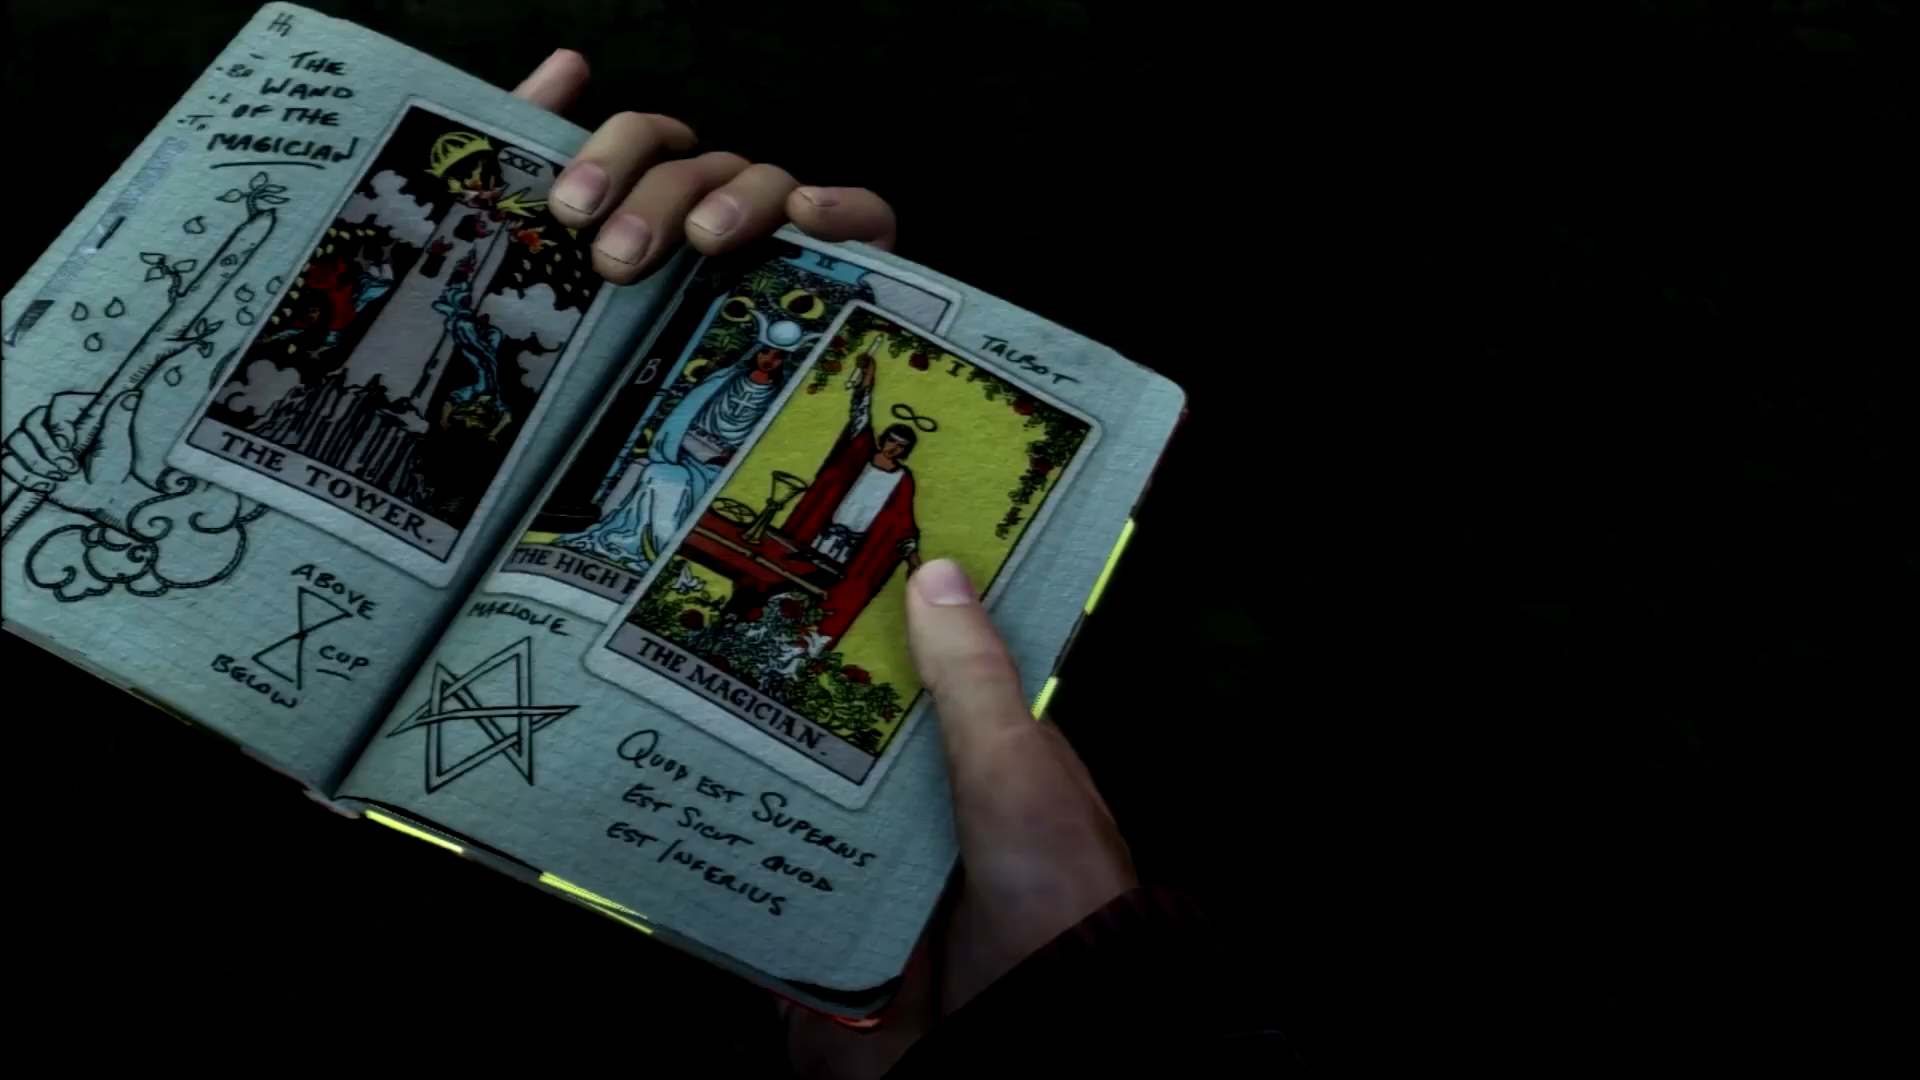 THE
WAND
OF THE
MAGICIAN
XVI
THE TOWER.
ABOVE
CUP
BELOW
II
B
THE HIGH
MARLOWE
TALBOT
I
THE MAGICIAN.
QUOD EST SUPERIUS
EST SICUT QUOD
EST INFERIUS